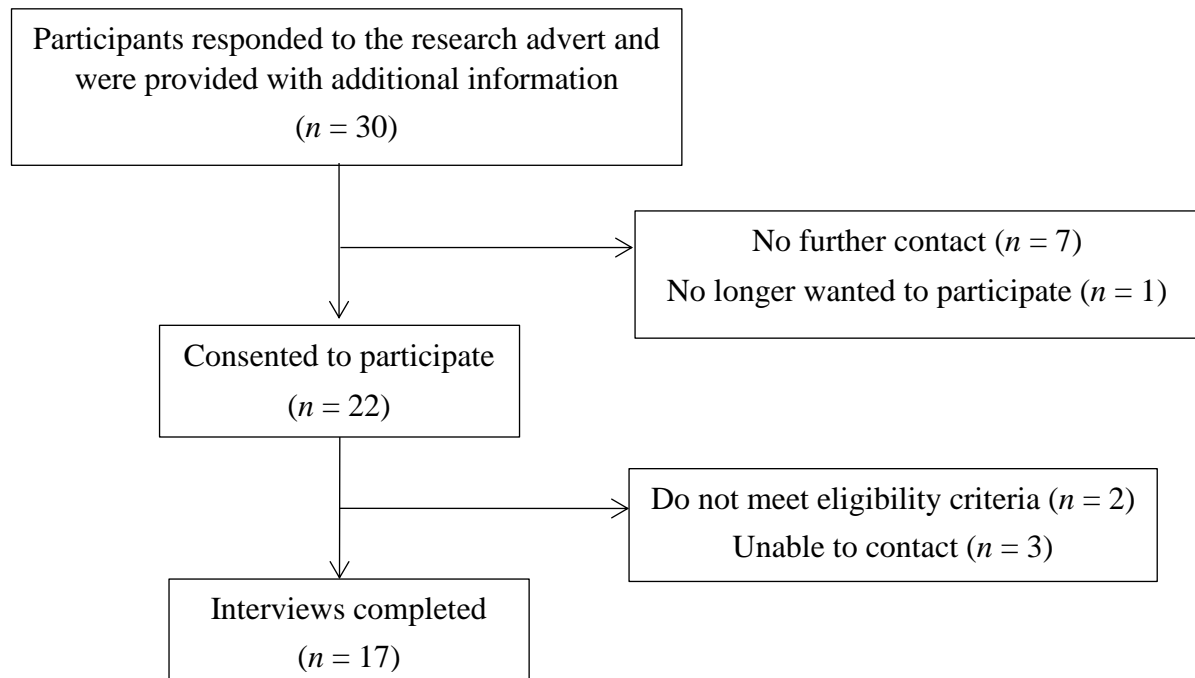 Participants responded to the research advert and
were provided with additional information
(n = 30)
No further contact (n = 7)
No longer wanted to participate (n = 1)
Consented to participate
(n = 22)
Do not meet eligibility criteria (n = 2)
Unable to contact (n = 3)
Interviews completed
(n = 17)